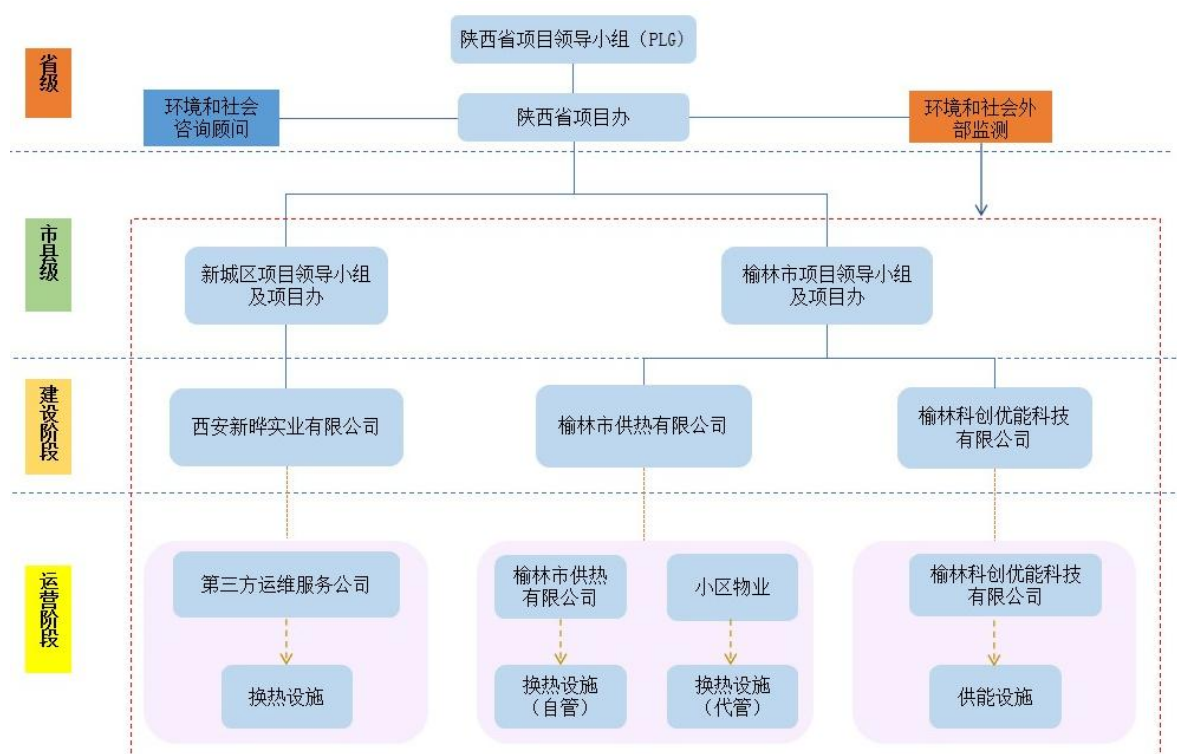 陕西省项目领导小组（PLG）
省级
环境和社会
咨询顾问
陕西省项目办
环境和社会外
部监测
市县级
新城区项目领导小组
及项目办
榆林市项目领导小组
及项目办
建设阶段
西安新晔实业有限公司
榆林市供热有限公司
榆林科创优能科技
有限公司
运营阶段
第三方运维服务公司
榆林市供热
有限公司
小区物业
榆林科创优能科技
有限公司
换热设施
换热设施
（自管）
换热设施
（代管）
供能设施